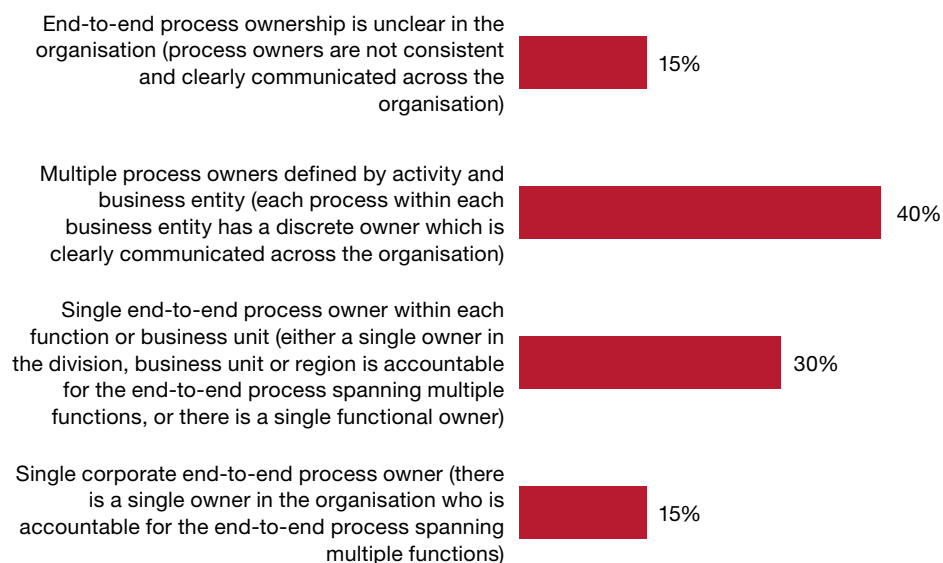 End-to-end process ownership is unclear in the
organisation (process owners are not consistent
and clearly communicated across the
organisation)
15%
Multiple process owners defined by activity and
business entity (each process within each
business entity has a discrete owner which is
clearly communicated across the organisation)
40%
Single end-to-end process owner within each
function or business unit (either a single owner in
the division, business unit or region is accountable
for the end-to-end process spanning multiple
functions, or there is a single functional owner)
30%
Single corporate end-to-end process owner (there
is a single owner in the organisation who is
accountable for the end-to-end process spanning
multiple functions)
15%